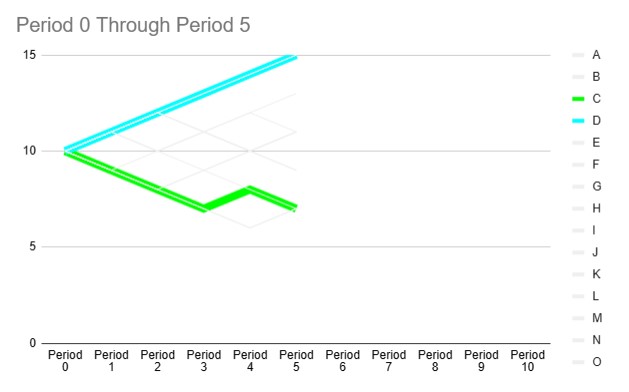 Period 0 Through Period 5
15
10
5
0
Period 0
Period 1
Period 2
Period 3
Period 4
Period 5
Period 6
Period 7
Period 8
Period 9
Period 10
A
B
C
D
E
F
G
H
I
J
K
L
M
N
O